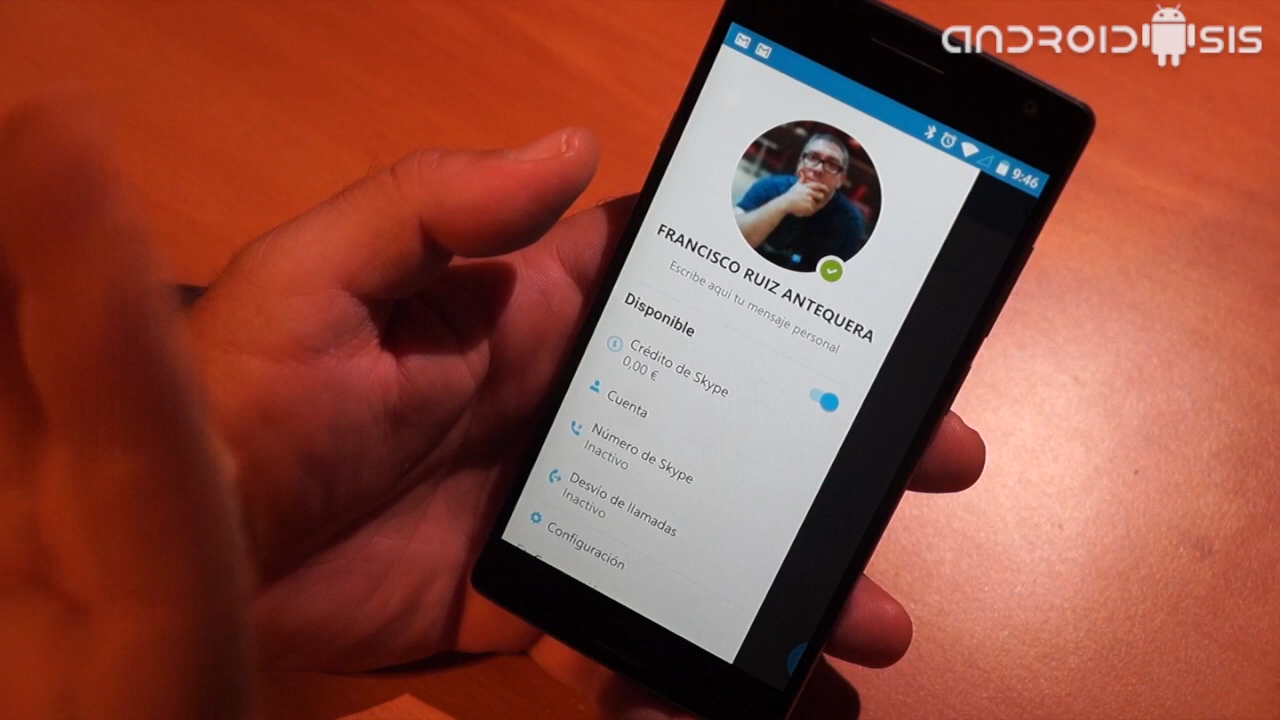 ANDROIDSIS
9:46
FRANCISCO RUIZ ANTEQUERA
Escribe aquí tu mensaje personal
Disponible
Crédito de Skype
0,00 €
Cuenta
Número de Skype
Inactivo
Desvío de llamadas
Inactivo
Configuración